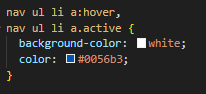 nav ul li a:hover,
nav ul li a.active {
  background-color: white;
  color: #0056b3;
}